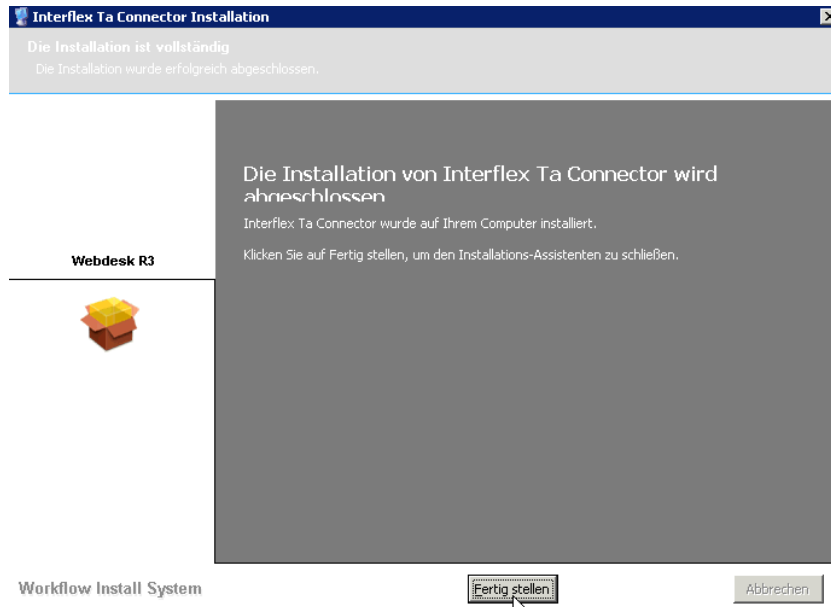 Interflex Ta Connector Installation
Die Installation ist vollständig
Die Installation wurde erfolgreich abgeschlossen.
Die Installation von Interflex Ta Connector wird
abgeschlossen
Interflex Ta Connector wurde auf Ihrem Computer installiert.
Klicken Sie auf Fertig stellen, um den Installations-Assistenten zu schließen.
Webdesk R3
Workflow Install System
Fertig stellen
Abbrechen